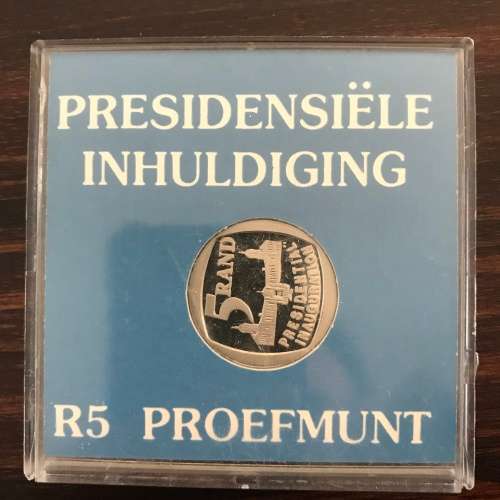 PRESIDENSIËLE
INHULDIGING
5 RAND
PRESIDENTIAL
INAUGURATION
R5 PROEFMUNT